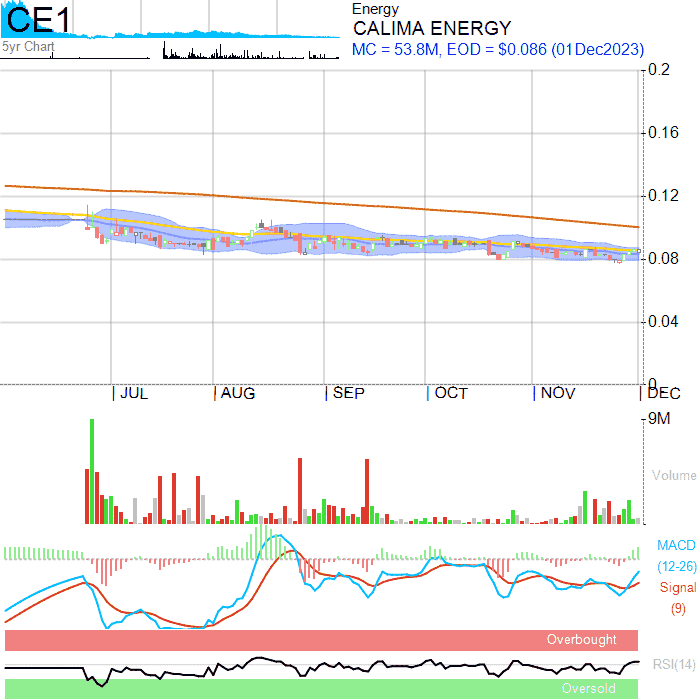 CE1
5yr Chart
Energy
CALIMA ENERGY
MC = 53.8M, EOD = $0.086 (01Dec2023)
0.2
0.16
0.12
0.08
0.04
0
JUL AUG SEP OCT NOV DEC
9M
Volume
MACD
(12-26)
Signal
(9)
Overbought
RSI(14)
Oversold